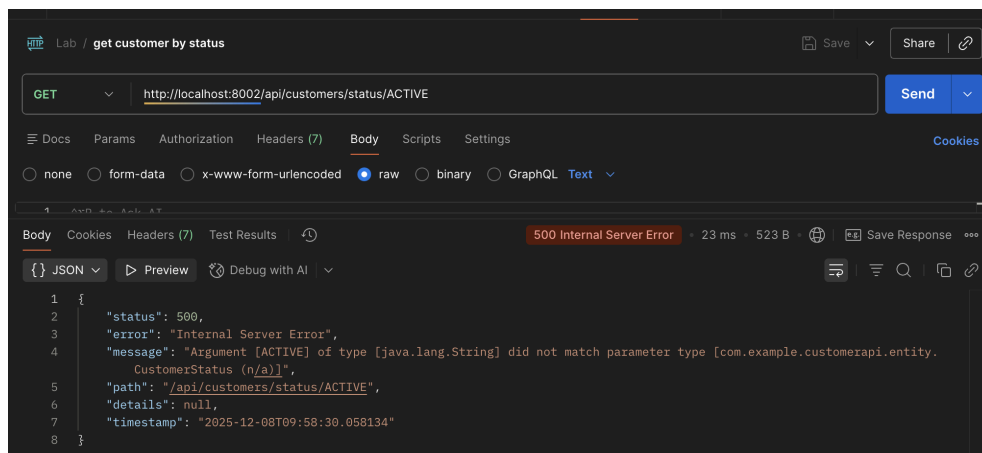 HTTP Lab / get customer by status Save Share
GET http://localhost:8002/api/customers/status/ACTIVE Send
Docs Params Authorization Headers (7) Body Scripts Settings Cookies
none form-data x-www-form-urlencoded raw binary GraphQL Text
1 to Ask AI
Body Cookies Headers (7) Test Results 500 Internal Server Error • 23 ms • 523 B • e.g. Save Response
{} JSON Preview Debug with AI
1 {
2 "status": 500,
3 "error": "Internal Server Error",
4 "message": "Argument [ACTIVE] of type [java.lang.String] did not match parameter type [com.example.customerapi.entity.
CustomerStatus (n/a)]",
5 "path": "/api/customers/status/ACTIVE",
6 "details": null,
7 "timestamp": "2025-12-08T09:58:30.058134"
8 }